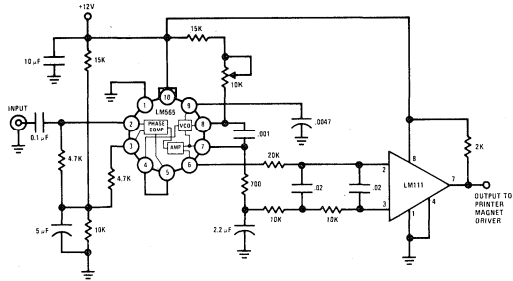 +12V
15K
15K
10 µF
10K
10
1
9
LM565
INPUT
2
PHASE
COMP
VCO
8
.0047
0.1 µF
3
AMP
7
.001
4
5
6
8
2K
4.7K
4.7K
20K
2
LM111
7
700
.02
.02
OUTPUT TO
PRINTER
MAGNET
DRIVER
5 µF
10K
2.2 µF
10K
10K
3
1
4